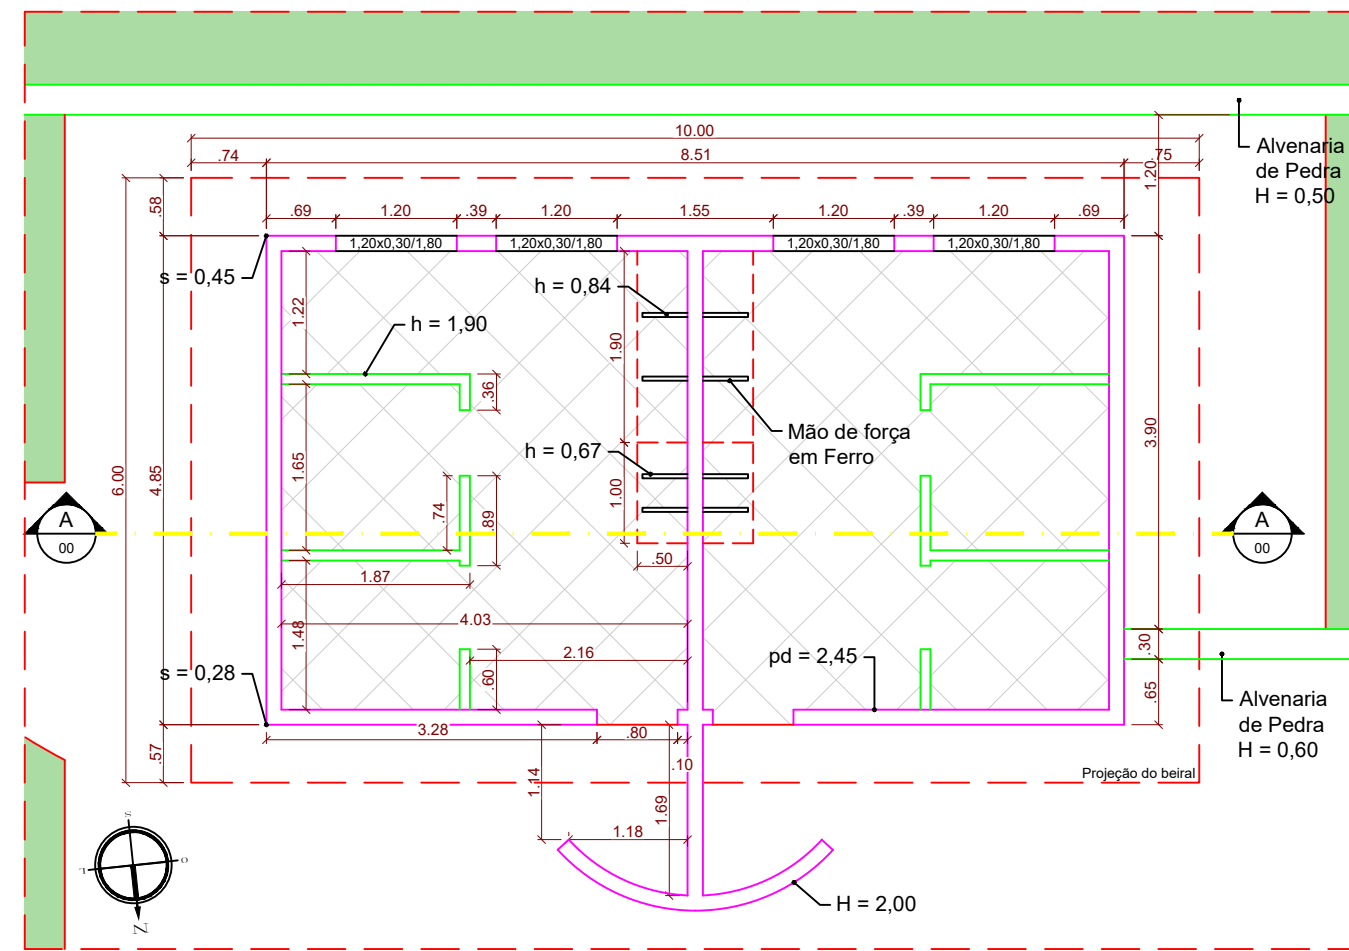 10.00
.74
8.51
.75
1.20
Alvenaria
de Pedra
H = 0,50
.58
.69
1.20
.39
1.20
1.55
1.20
.39
1.20
.69
1,20x0,30/1,80
1,20x0,30/1,80
1,20x0,30/1,80
1,20x0,30/1,80
s = 0,45
h = 0,84
1.22
h = 1,90
1.90
.36
Mão de força
em Ferro
3.90
h = 0,67
6.00
4.85
1.65
1.00
.74
.89
A
00
A
00
.50
1.87
4.03
1.48
2.16
pd = 2,45
.30
s = 0,28
.60
.65
Alvenaria
de Pedra
H = 0,60
3.28
.80
.57
.10
1.14
1.69
Projeção do beiral
1.18
S
O
L
N
H = 2,00